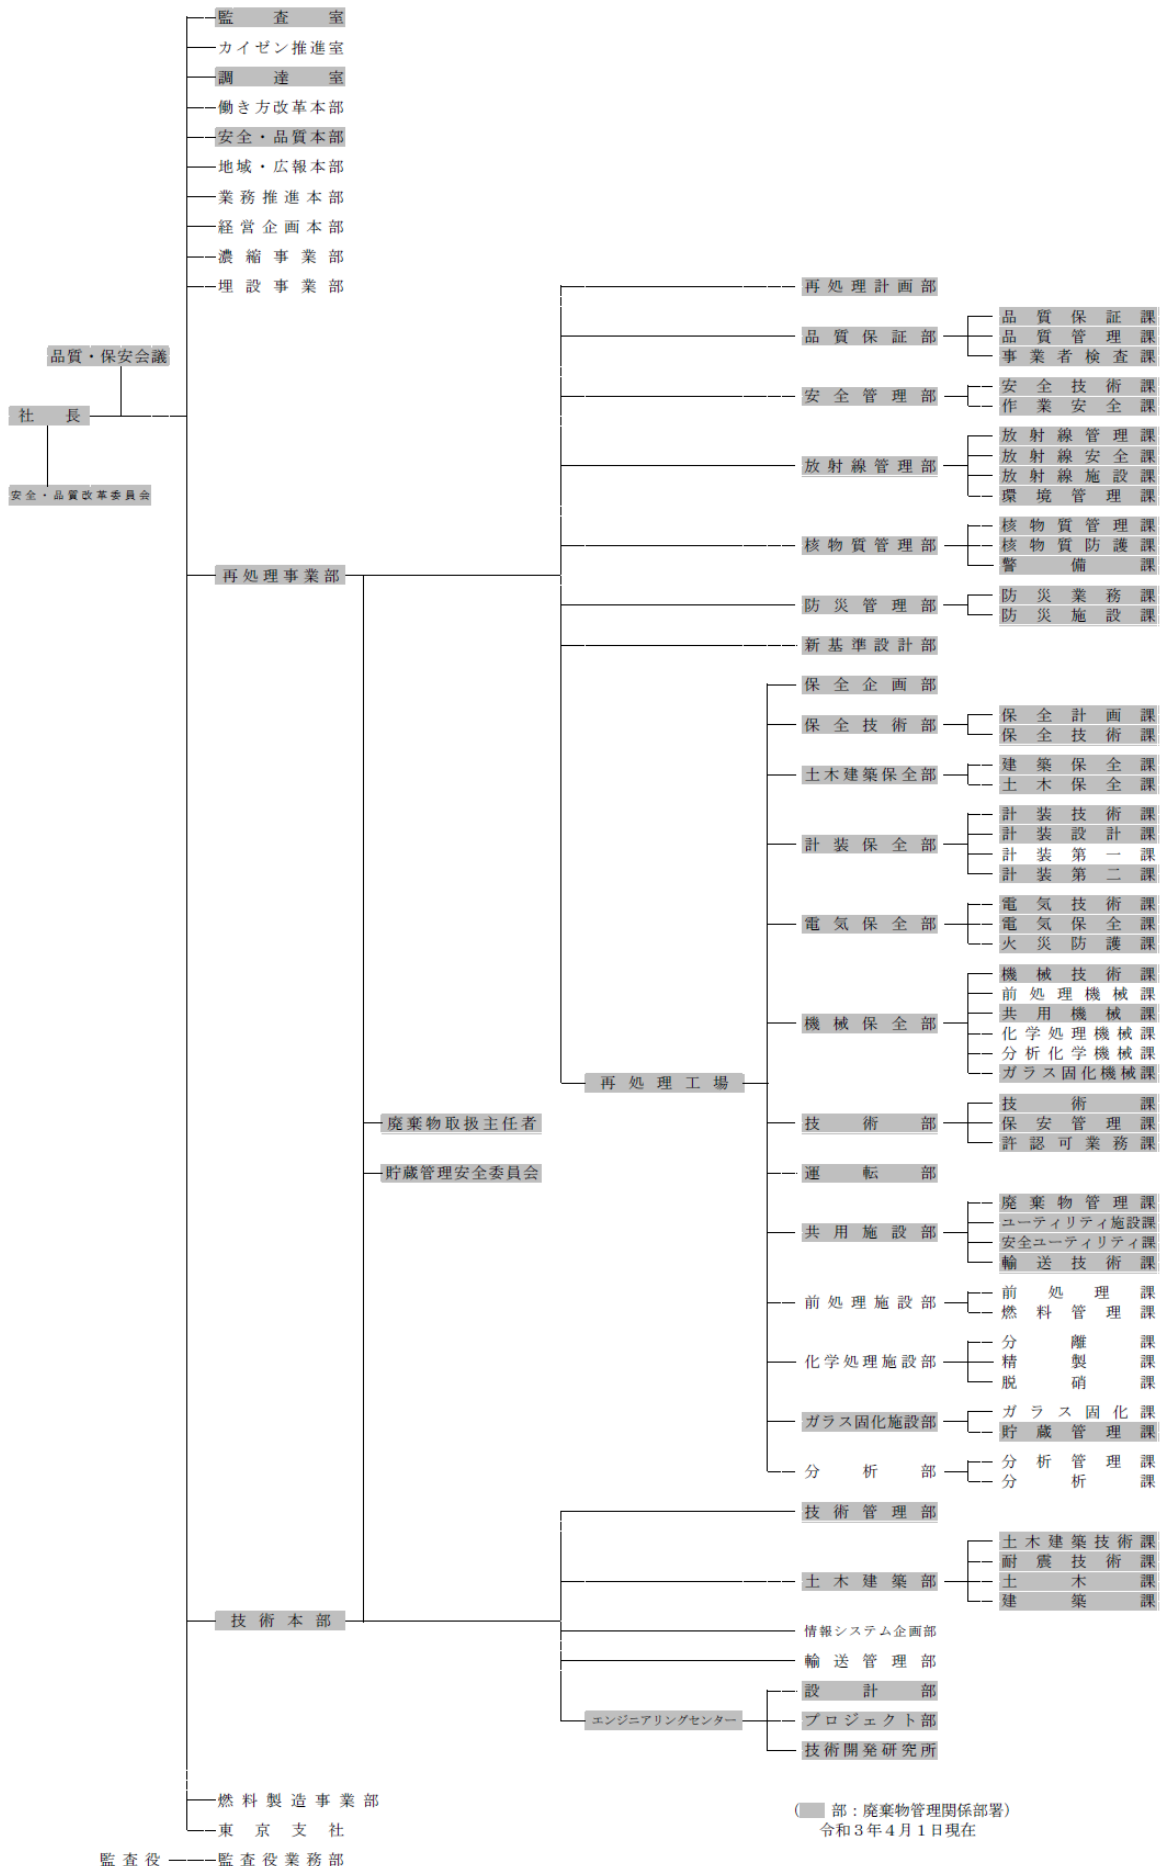 監査室
カイゼン推進室
調達室
働き方改革本部
安全・品質本部
地域・広報本部
業務推進本部
経営企画本部
濃縮事業部
埋設事業部
品質・保安会議
社長
安全・品質改革委員会
再処理事業部
再処理計画部
品質保証部
品質保証課
品質管理課
事業者検査課
安全管理部
安全技術課
作業安全課
放射線管理部
放射線管理課
放射線安全課
放射線施設課
環境管理課
核物質管理部
核物質管理課
核物質防護課
警備課
防災管理部
防災業務課
防災施設課
新基準設計部
再処理工場
保全企画部
保全技術部
保全計画課
保全技術課
土木建築保全部
建築保全課
土木保全課
計装保全部
計装技術課
計装設計課
計装第一課
計装第二課
電気保全部
電気技術課
電気保全課
火災防護課
機械保全部
機械技術課
前処理機械課
共用機械課
化学処理機械課
分析化学機械課
ガラス固化機械課
技術部
技術課
保安管理課
許認可業務課
運転部
共用施設部
廃棄物管理課
ユーティリティ施設課
安全ユーティリティ課
輸送技術課
前処理施設部
前処理課
燃料管理課
化学処理施設部
分離課
精製課
脱硝課
ガラス固化施設部
ガラス固化課
貯蔵管理課
分析部
分析管理課
分析課
廃棄物取扱主任者
貯蔵管理安全委員会
技術本部
技術管理部
土木建築部
土木建築技術課
耐震技術課
土木課
建築課
情報システム企画部
輸送管理部
エンジニアリングセンター
設計部
プロジェクト部
技術開発研究所
燃料製造事業部
東京支社
監査役
監査役業務部
（ 部：廃棄物管理関係部署）
令和３年４月１日現在